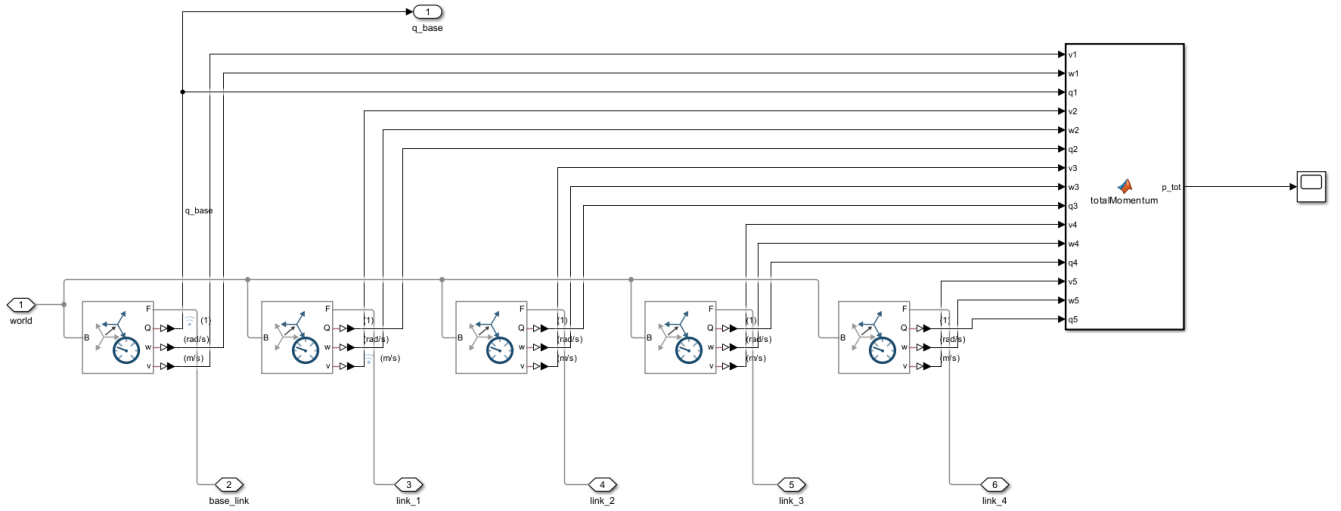 1
q_base
v1
w1
q1
v2
w2
q2
v3
w3
q3
v4
w4
q4
v5
w5
q5
totalMomentum
p_tot
q_base
1
world
B
F
Q
w
v
(1)
(rad/s)
(m/s)
B
F
Q
w
v
(1)
(rad/s)
(m/s)
B
F
Q
w
v
(1)
(rad/s)
(m/s)
B
F
Q
w
v
(1)
(rad/s)
(m/s)
B
F
Q
w
v
(1)
(rad/s)
(m/s)
2
base_link
3
link_1
4
link_2
5
link_3
6
link_4